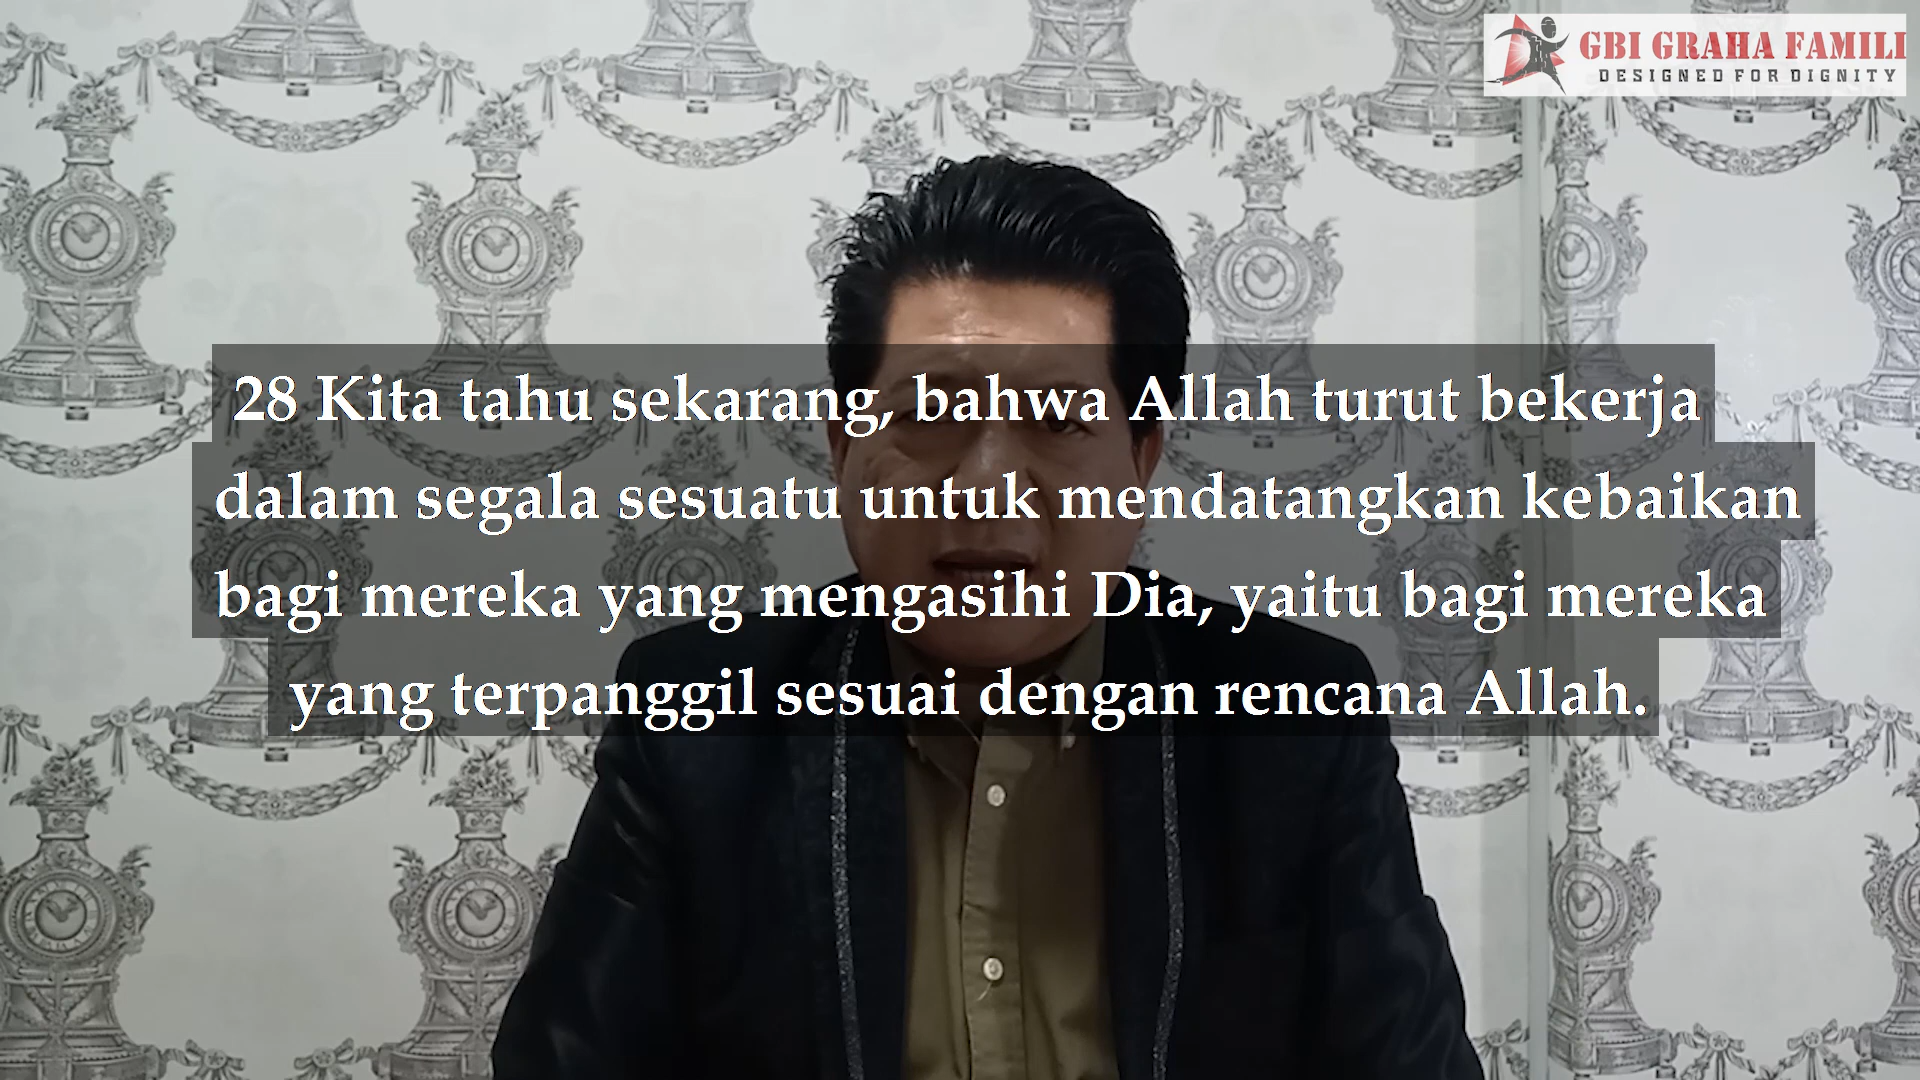 GBI GRAHA FAMILI
DESIGNED FOR DIGNITY
28 Kita tahu sekarang, bahwa Allah turut bekerja
dalam segala sesuatu untuk mendatangkan kebaikan
bagi mereka yang mengasihi Dia, yaitu bagi mereka
yang terpanggil sesuai dengan rencana Allah.